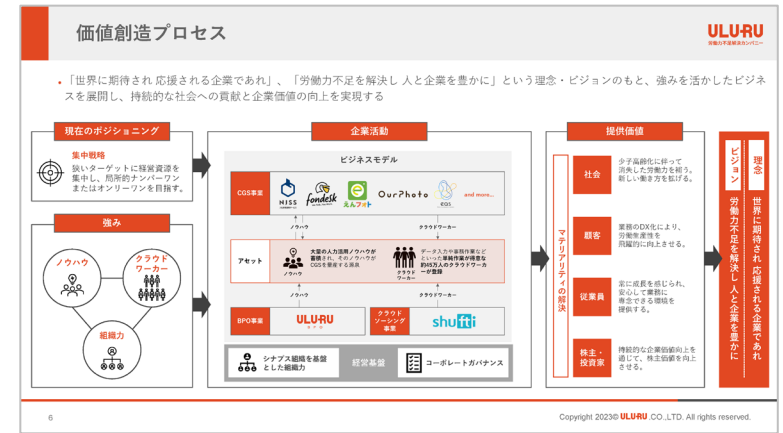 価値創造プロセス
ULURU
労働力不足解決カンパニー
・「世界に期待され 応援される企業であれ」、「労働力不足を解決し 人と企業を豊かに」という理念・ビジョンのもと、強みを活かしたビジネ
スを展開し、持続的な社会への貢献と企業価値の向上を実現する
現在のポジショニング
集中戦略
狭いターゲットに経営資源を
集中し、局所的ナンバーワン
またはオンリーワンを目指す。
強み
ノウハウ
クラウド
ワーカー
組織力
企業活動
ビジネスモデル
CGS事業
NJSS
fondesk
えんフォト
OurPhoto
EQS
and more...
ノウハウ
クラウドワーカー
アセット
ノウハウ
大量の人力活用ノウハウが
蓄積され、そのノウハウが
CGSを量産する源泉
クラウド
ワーカー
データ入力や事務作業など
といった単純作業が得意な
約45万人のクラウドワーカ
ーが登録
ノウハウ
クラウドワーカー
BPO事業
ULURU
クラウド
ソーシング
事業
shufti
シナプス組織を基盤
とした組織力
経営基盤
コーポレートガバナンス
提供価値
マテリアリティの解決
社会
少子高齢化に伴って
消失した労働力を補う。
新しい働き方を拡げる。
顧客
業務のDX化により、
労働生産性を
飛躍的に向上させる。
従業員
常に成長を感じられ、
安心して業務に
専念できる環境を
提供する。
株主・
投資家
持続的な企業価値向上を
通じて、株主価値を向上
させる。
理念
世界に期待され 応援される企業であれ
ビジョン
労働力不足を解決し 人と企業を豊かに
6
Copyright 2023© ULURU.CO.,LTD. All rights reserved.